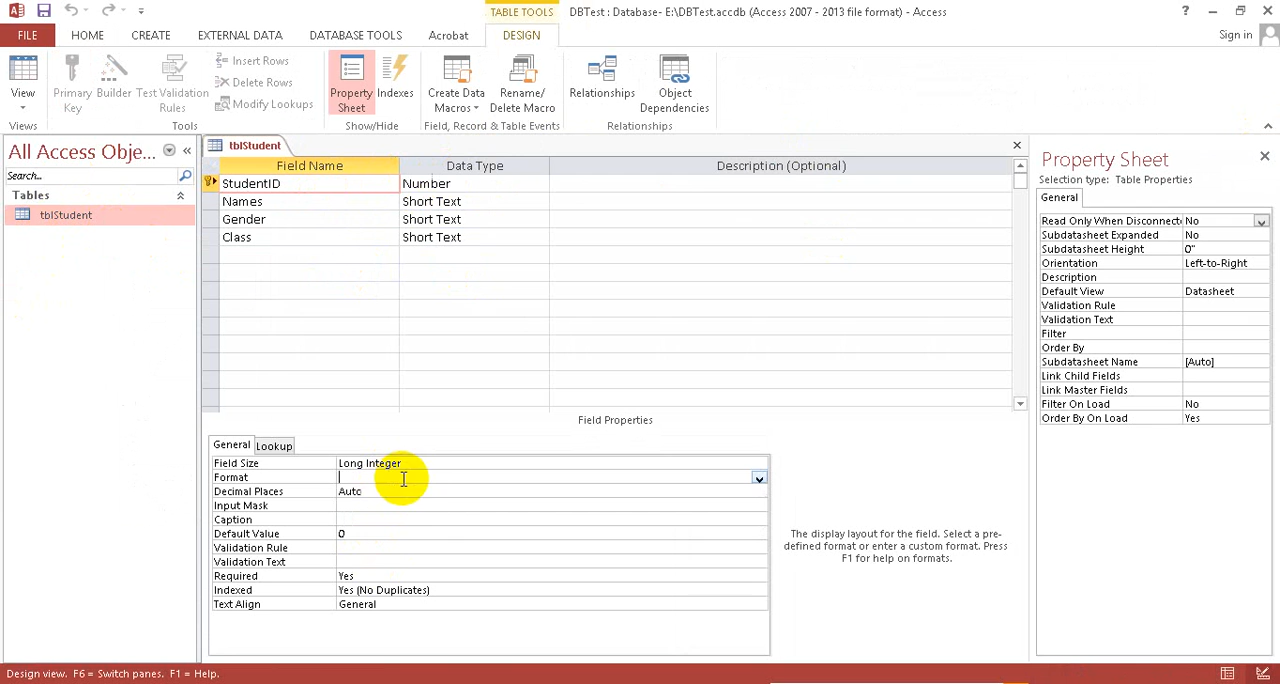 TABLE TOOLS
DBTest : Database- E:\DBTest.accdb (Access 2007 - 2013 file format) - Access
FILE HOME CREATE EXTERNAL DATA DATABASE TOOLS Acrobat DESIGN Sign in
View
Views
Primary Key
Builder
Test Validation Rules
Insert Rows
Delete Rows
Modify Lookups
Tools
Property Sheet
Indexes
Show/Hide
Create Data Macros
Rename/ Delete Macro
Field, Record & Table Events
Relationships
Object Dependencies
Relationships
All Access Obje...
Search...
Tables
tblStudent
tblStudent
Field Name Data Type Description (Optional)
StudentID Number
Names Short Text
Gender Short Text
Class Short Text
Field Properties
General Lookup
Field Size Long Integer
Format
Decimal Places Auto
Input Mask
Caption
Default Value 0
Validation Rule
Validation Text
Required Yes
Indexed Yes (No Duplicates)
Text Align General
The display layout for the field. Select a pre-
defined format or enter a custom format. Press
F1 for help on formats.
Property Sheet
Selection type: Table Properties
General
Read Only When Disconnecte No
Subdatasheet Expanded No
Subdatasheet Height 0"
Orientation Left-to-Right
Description
Default View Datasheet
Validation Rule
Validation Text
Filter
Order By
Subdatasheet Name [Auto]
Link Child Fields
Link Master Fields
Filter On Load No
Order By On Load Yes
Design view. F6 = Switch panes. F1 = Help.